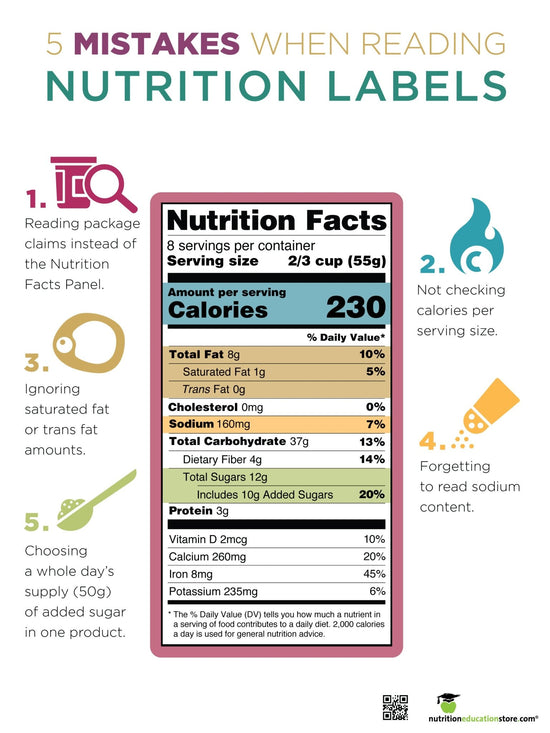 5 MISTAKES WHEN READING
NUTRITION LABELS
1.
Reading package
claims instead of
the Nutrition
Facts Panel.
2.
Not checking
calories per
serving size.
3.
Ignoring
saturated fat
or trans fat
amounts.
4.
Forgetting
to read sodium
content.
5.
Choosing
a whole day’s
supply (50g)
of added sugar
in one product.
Nutrition Facts
8 servings per container
Serving size 2/3 cup (55g)
Amount per serving
Calories 230
% Daily Value*
Total Fat 8g 10%
Saturated Fat 1g 5%
Trans Fat 0g
Cholesterol 0mg 0%
Sodium 160mg 7%
Total Carbohydrate 37g 13%
Dietary Fiber 4g 14%
Total Sugars 12g
Includes 10g Added Sugars 20%
Protein 3g
Vitamin D 2mcg 10%
Calcium 260mg 20%
Iron 8mg 45%
Potassium 235mg 6%
* The % Daily Value (DV) tells you how much a nutrient in
a serving of food contributes to a daily diet. 2,000 calories
a day is used for general nutrition advice.
C
nutritioneducationstore.com®